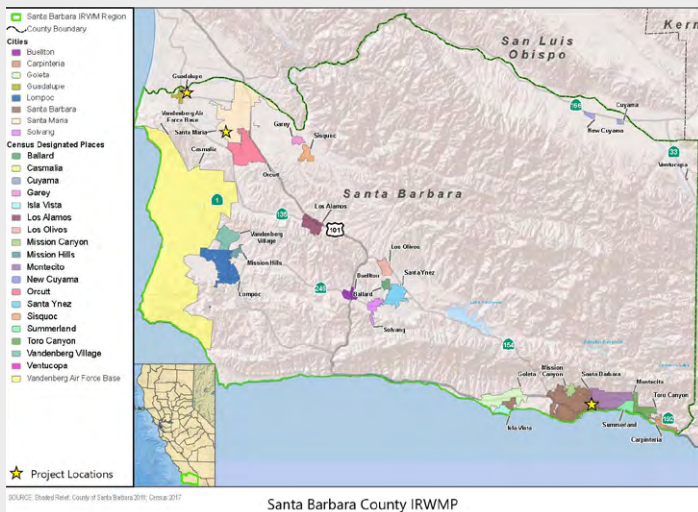 Santa Barbara IRWM Region
County Boundary
Cities
Buellton
Carpinteria
Goleta
Guadalupe
Lompoc
Santa Barbara
Santa Maria
Solvang
Census Designated Places
Ballard
Casmalia
Cuyama
Garey
Isla Vista
Los Alamos
Los Olivos
Mission Canyon
Mission Hills
Montecito
New Cuyama
Orcutt
Santa Ynez
Sisquoc
Summerland
Toro Canyon
Vandenberg Village
Ventucopa
Vandenberg Air Force Base
Project Locations
Kern
San Luis
Obispo
Guadalupe
Vandenberg Air
Force Base
Santa Maria
Casmalia
Garey
Sisquoc
Orcutt
166
Cuyama
New Cuyama
33
Ventucopa
Santa Barbara
1
135
Los Alamos
101
Vandenberg
Village
Mission Hills
Lompoc
246
Los Olivos
Buellton
Santa Ynez
Ballard
Solvang
154
Goleta
Mission
Canyon
Santa Barbara
Montecito
Toro Canyon
192
Isla Vista
Summerland
Carpinteria
SOURCE: Shaded Relief, County of Santa Barbara 2018; Census 2017
Santa Barbara County IRWMP